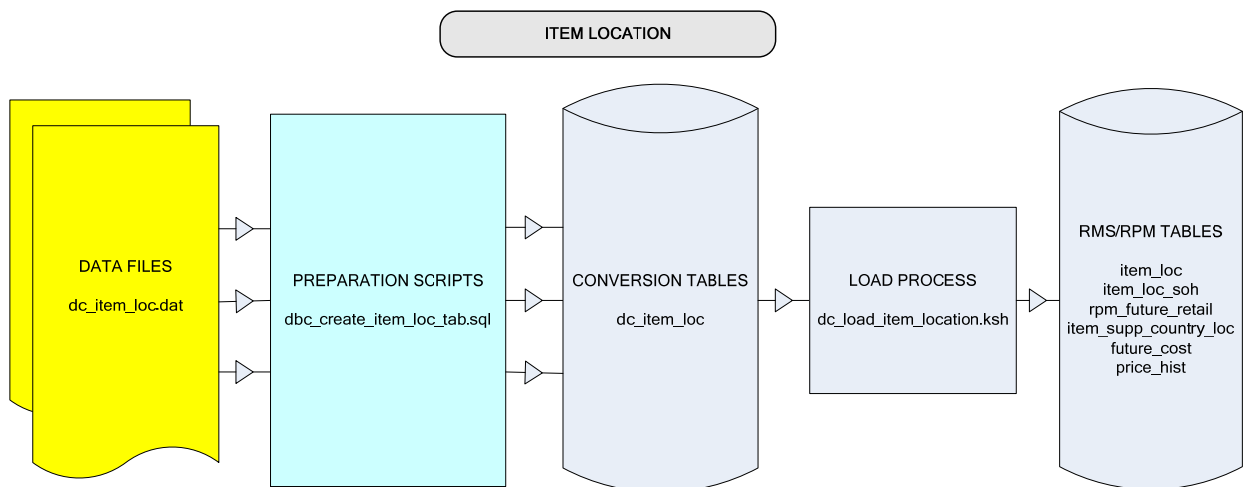 ITEM LOCATION
DATA FILES
dc_item_loc.dat
PREPARATION SCRIPTS
dbc_create_item_loc_tab.sql
CONVERSION TABLES
dc_item_loc
LOAD PROCESS
dc_load_item_location.ksh
RMS/RPM TABLES
item_loc
item_loc_soh
rpm_future_retail
item_supp_country_loc
future_cost
price_hist